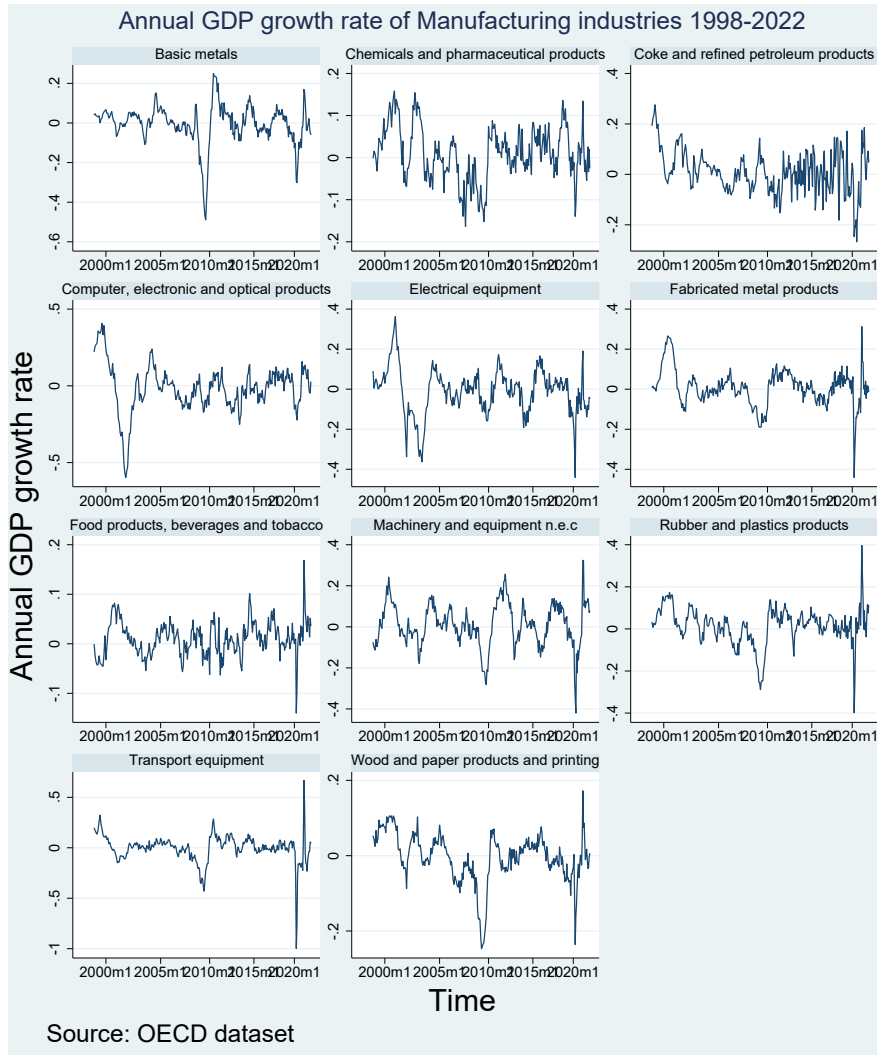 Annual GDP growth rate of Manufacturing industries 1998-2022
Annual GDP growth rate
Basic metals
.2
0
-.2
-.4
-.6
2000m1 2005m1 2010m1 2015m1 2020m1
Chemicals and pharmaceutical products
.2
.1
0
-.1
-.2
2000m1 2005m1 2010m1 2015m1 2020m1
Coke and refined petroleum products
.4
.2
0
-.2
2000m1 2005m1 2010m1 2015m1 2020m1
Computer, electronic and optical products
.5
0
-.5
2000m1 2005m1 2010m1 2015m1 2020m1
Electrical equipment
.4
.2
0
-.2
-.4
2000m1 2005m1 2010m1 2015m1 2020m1
Fabricated metal products
.4
.2
0
-.2
-.4
2000m1 2005m1 2010m1 2015m1 2020m1
Food products, beverages and tobacco
.2
.1
0
-.1
2000m1 2005m1 2010m1 2015m1 2020m1
Machinery and equipment n.e.c
.4
.2
0
-.2
-.4
2000m1 2005m1 2010m1 2015m1 2020m1
Rubber and plastics products
.4
.2
0
-.2
-.4
2000m1 2005m1 2010m1 2015m1 2020m1
Transport equipment
.5
0
-.5
-1
2000m1 2005m1 2010m1 2015m1 2020m1
Wood and paper products and printing
.2
0
-.2
2000m1 2005m1 2010m1 2015m1 2020m1
Time
Source: OECD dataset